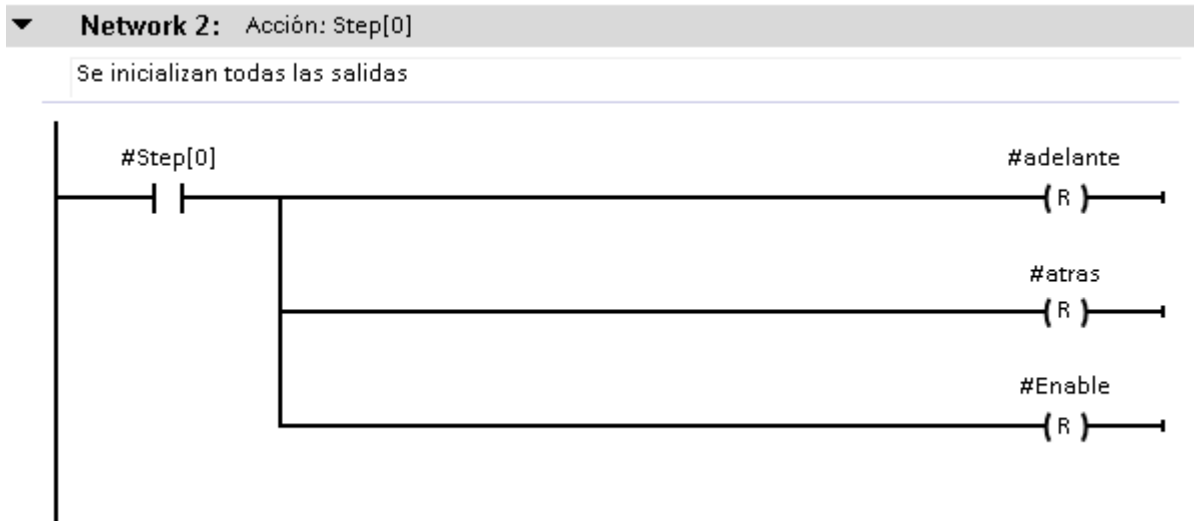 Network 2: Acción: Step[0]
Se inicializan todas las salidas
#Step[0]
#adelante
R
#atras
R
#Enable
R